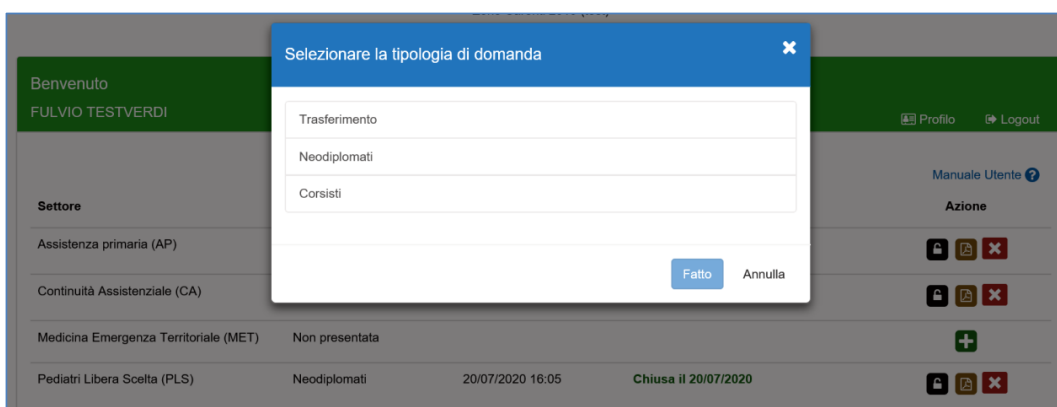 Selezionare la tipologia di domanda
Benvenuto
FULVIO TESTVERDI
Profilo Logout
Trasferimento
Neodiplomati
Corsisti
Manuale Utente
Settore Azione
Assistenza primaria (AP)
Fatto Annulla
Continuità Assistenziale (CA)
Medicina Emergenza Territoriale (MET) Non presentata
Pediatri Libera Scelta (PLS) Neodiplomati 20/07/2020 16:05 Chiusa il 20/07/2020